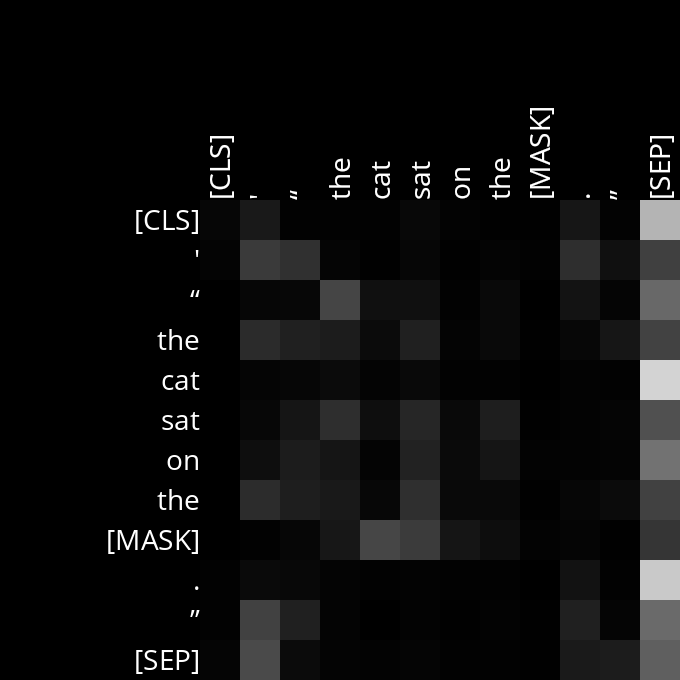 [CLS] ' “ the cat sat on the [MASK] . ” [SEP]
[CLS]
'
“
the
cat
sat
on
the
[MASK]
.
”
[SEP]